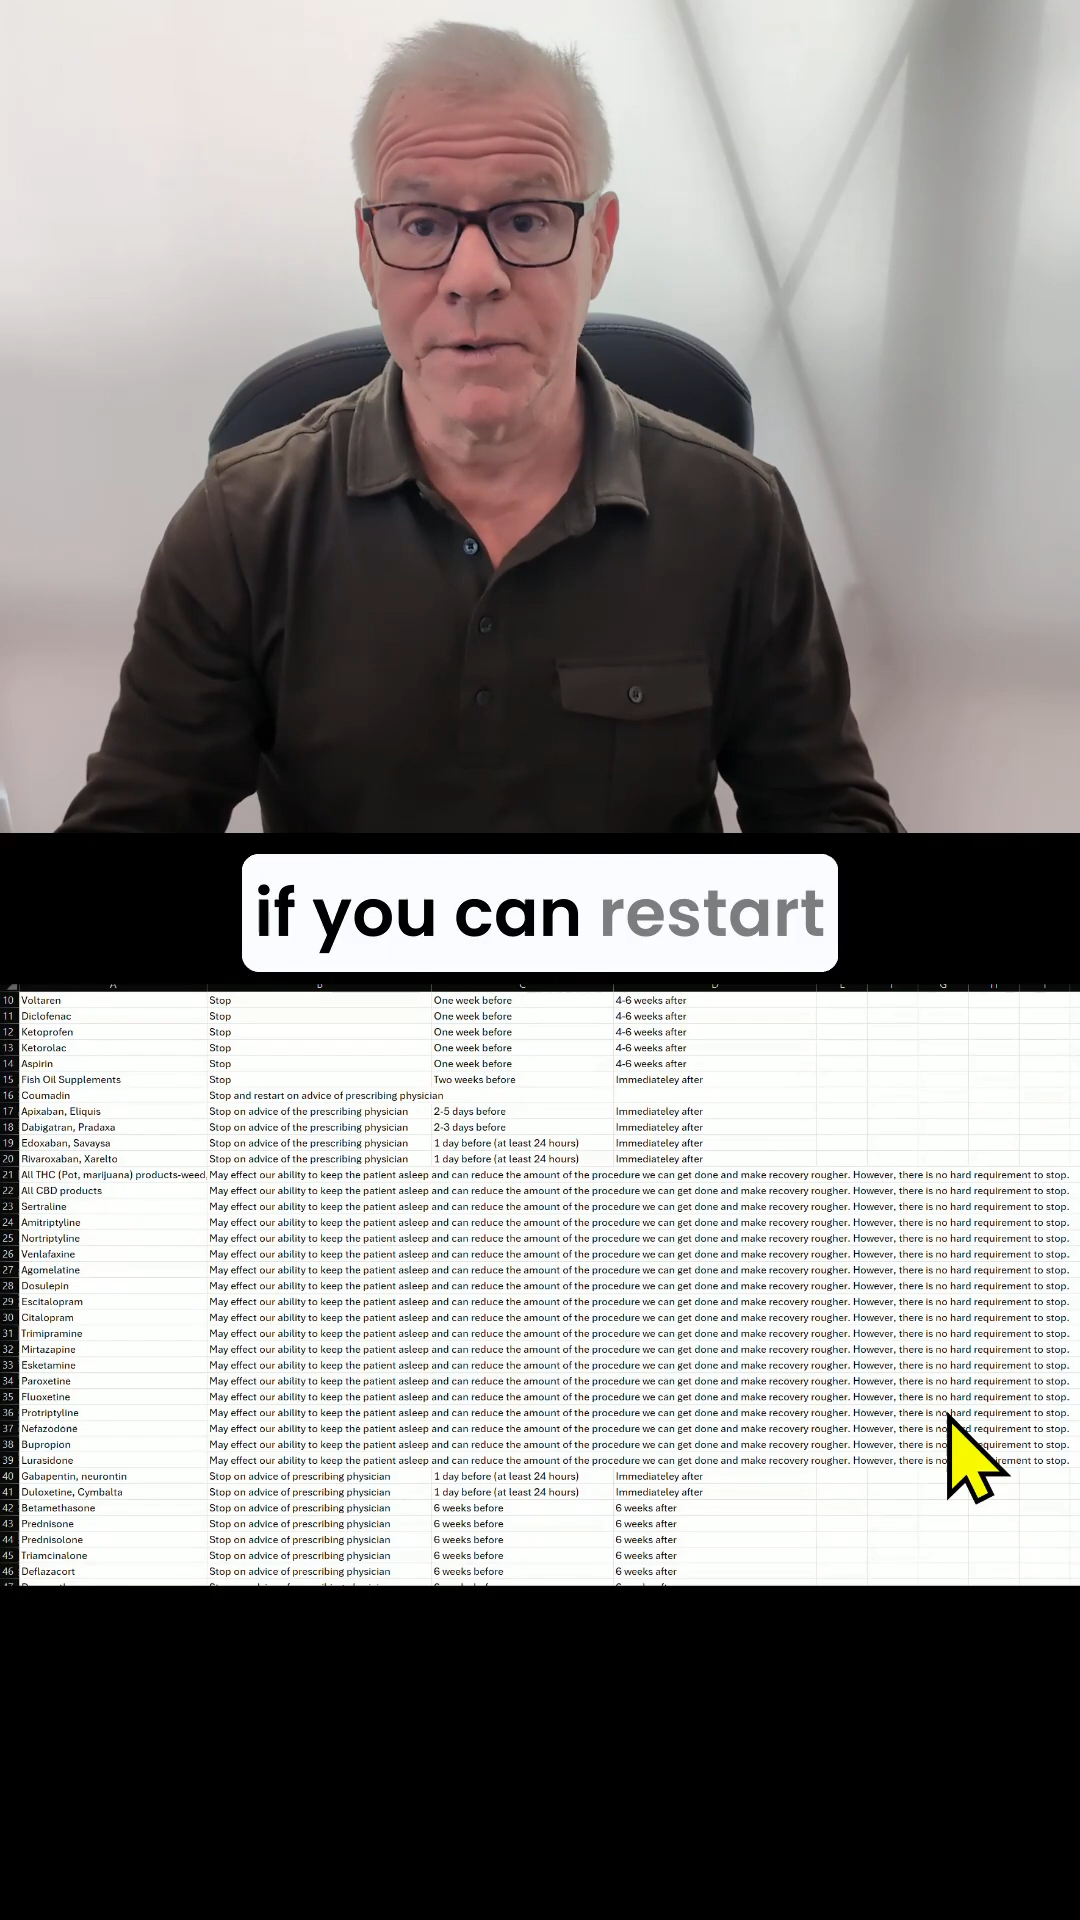 if you can restart
10 Voltaren Stop One week before 4-6 weeks after
11 Diclofenac Stop One week before 4-6 weeks after
12 Ketoprofen Stop One week before 4-6 weeks after
13 Ketorolac Stop One week before 4-6 weeks after
14 Aspirin Stop One week before 4-6 weeks after
15 Fish Oil Supplements Stop Two weeks before Immediateley after
16 Coumadin Stop and restart on advice of prescribing physician
17 Apixaban, Eliquis Stop on advice of the prescribing physician 2-5 days before Immediateley after
18 Dabigatran, Pradaxa Stop on advice of the prescribing physician 2-3 days before Immediateley after
19 Edoxaban, Savaysa Stop on advice of the prescribing physician 1 day before (at least 24 hours) Immediateley after
20 Rivaroxaban, Xarelto Stop on advice of the prescribing physician 1 day before (at least 24 hours) Immediateley after
21 All THC (Pot, marijuana) products-weed, May effect our ability to keep the patient asleep and can reduce the amount of the procedure we can get done and make recovery rougher. However, there is no hard requirement to stop.
22 All CBD products May effect our ability to keep the patient asleep and can reduce the amount of the procedure we can get done and make recovery rougher. However, there is no hard requirement to stop.
23 Sertraline May effect our ability to keep the patient asleep and can reduce the amount of the procedure we can get done and make recovery rougher. However, there is no hard requirement to stop.
24 Amitriptyline May effect our ability to keep the patient asleep and can reduce the amount of the procedure we can get done and make recovery rougher. However, there is no hard requirement to stop.
25 Nortriptyline May effect our ability to keep the patient asleep and can reduce the amount of the procedure we can get done and make recovery rougher. However, there is no hard requirement to stop.
26 Venlafaxine May effect our ability to keep the patient asleep and can reduce the amount of the procedure we can get done and make recovery rougher. However, there is no hard requirement to stop.
27 Agomelatine May effect our ability to keep the patient asleep and can reduce the amount of the procedure we can get done and make recovery rougher. However, there is no hard requirement to stop.
28 Dosulepin May effect our ability to keep the patient asleep and can reduce the amount of the procedure we can get done and make recovery rougher. However, there is no hard requirement to stop.
29 Escitalopram May effect our ability to keep the patient asleep and can reduce the amount of the procedure we can get done and make recovery rougher. However, there is no hard requirement to stop.
30 Citalopram May effect our ability to keep the patient asleep and can reduce the amount of the procedure we can get done and make recovery rougher. However, there is no hard requirement to stop.
31 Trimipramine May effect our ability to keep the patient asleep and can reduce the amount of the procedure we can get done and make recovery rougher. However, there is no hard requirement to stop.
32 Mirtazapine May effect our ability to keep the patient asleep and can reduce the amount of the procedure we can get done and make recovery rougher. However, there is no hard requirement to stop.
33 Esketamine May effect our ability to keep the patient asleep and can reduce the amount of the procedure we can get done and make recovery rougher. However, there is no hard requirement to stop.
34 Paroxetine May effect our ability to keep the patient asleep and can reduce the amount of the procedure we can get done and make recovery rougher. However, there is no hard requirement to stop.
35 Fluoxetine May effect our ability to keep the patient asleep and can reduce the amount of the procedure we can get done and make recovery rougher. However, there is no hard requirement to stop.
36 Protriptyline May effect our ability to keep the patient asleep and can reduce the amount of the procedure we can get done and make recovery rougher. However, there is no hard requirement to stop.
37 Nefazodone May effect our ability to keep the patient asleep and can reduce the amount of the procedure we can get done and make recovery rougher. However, there is no requirement to stop.
38 Bupropion May effect our ability to keep the patient asleep and can reduce the amount of the procedure we can get done and make recovery rougher. However, there is no requirement to stop.
39 Lurasidone May effect our ability to keep the patient asleep and can reduce the amount of the procedure we can get done and make recovery rougher. However, there is no requirement to stop.
40 Gabapentin, neurontin Stop on advice of prescribing physician 1 day before (at least 24 hours) Immediateley after
41 Duloxetine, Cymbalta Stop on advice of prescribing physician 1 day before (at least 24 hours) Immediateley after
42 Betamethasone Stop on advice of prescribing physician 6 weeks before 6 weeks after
43 Prednisone Stop on advice of prescribing physician 6 weeks before 6 weeks after
44 Prednisolone Stop on advice of prescribing physician 6 weeks before 6 weeks after
45 Triamcinalone Stop on advice of prescribing physician 6 weeks before 6 weeks after
46 Deflazacort Stop on advice of prescribing physician 6 weeks before 6 weeks after